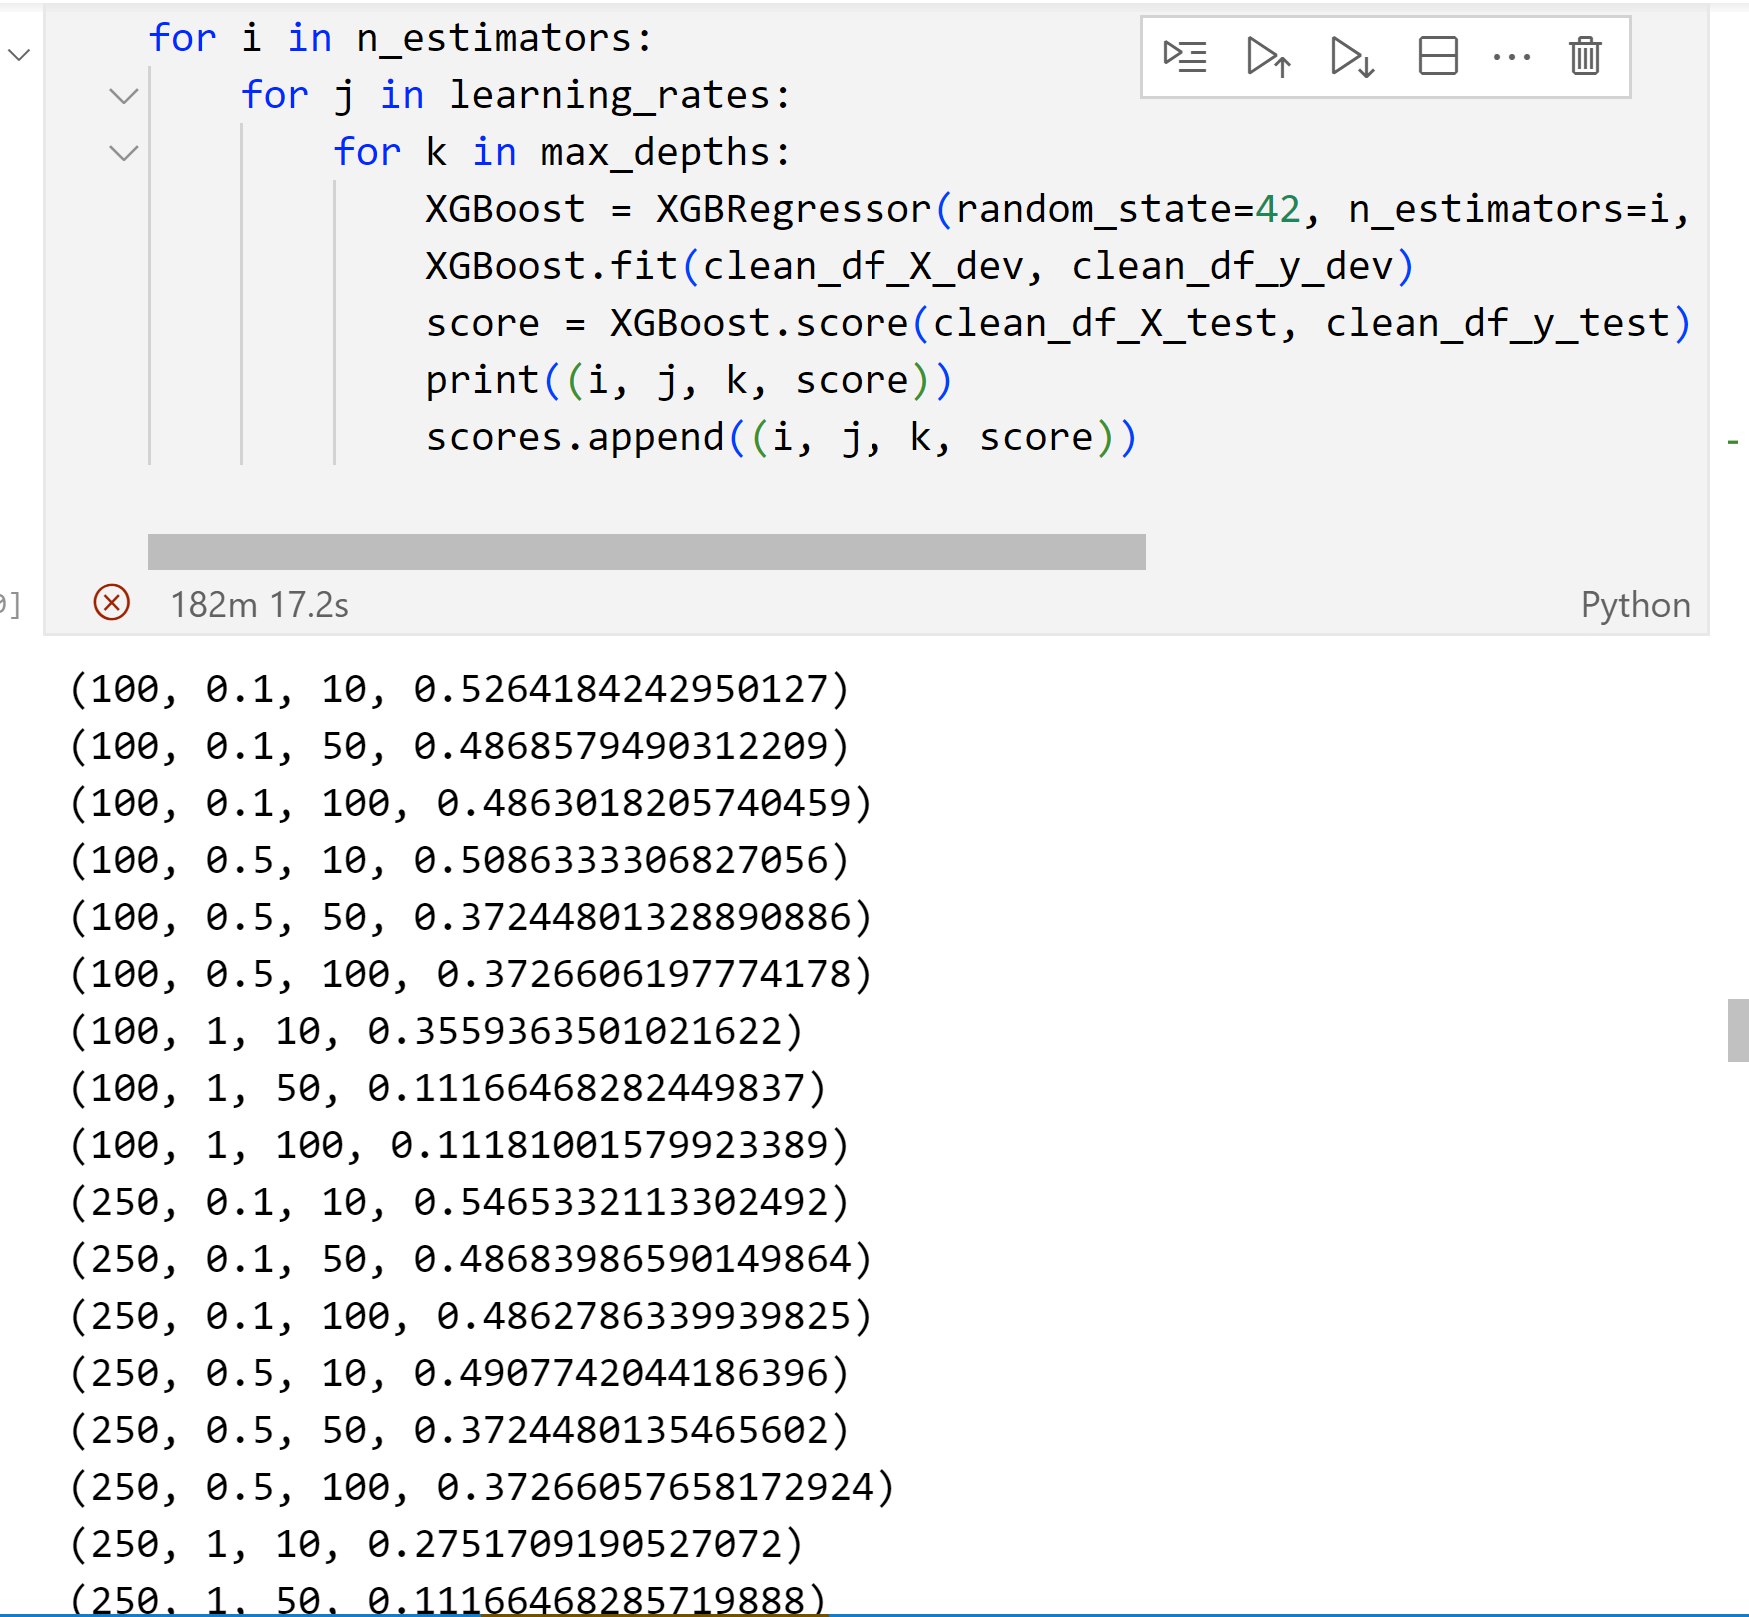 for i in n_estimators:
for j in learning_rates:
for k in max_depths:
XGBoost = XGBRegressor(random_state=42, n_estimators=i,
XGBoost.fit(clean_df_X_dev, clean_df_y_dev)
score = XGBoost.score(clean_df_X_test, clean_df_y_test)
print((i, j, k, score))
scores.append((i, j, k, score))
182m 17.2s
Python
(100, 0.1, 10, 0.5264184242950127)
(100, 0.1, 50, 0.4868579490312209)
(100, 0.1, 100, 0.4863018205740459)
(100, 0.5, 10, 0.5086333306827056)
(100, 0.5, 50, 0.37244801328890886)
(100, 0.5, 100, 0.3726606197774178)
(100, 1, 10, 0.3559363501021622)
(100, 1, 50, 0.11166468282449837)
(100, 1, 100, 0.11181001579923389)
(250, 0.1, 10, 0.5465332113302492)
(250, 0.1, 50, 0.48683986590149864)
(250, 0.1, 100, 0.4862786339939825)
(250, 0.5, 10, 0.4907742044186396)
(250, 0.5, 50, 0.3724480135465602)
(250, 0.5, 100, 0.37266057658172924)
(250, 1, 10, 0.2751709190527072)
(250, 1, 50, 0.11166468285719888)